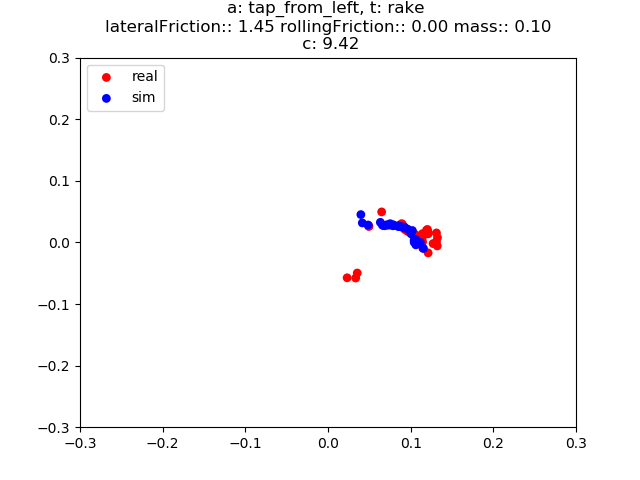 a: tap_from_left, t: rake
lateralFriction:: 1.45 rollingFriction:: 0.00 mass:: 0.10
c: 9.42
real
sim
0.3
0.2
0.1
0.0
−0.1
−0.2
−0.3
−0.3
−0.2
−0.1
0.0
0.1
0.2
0.3